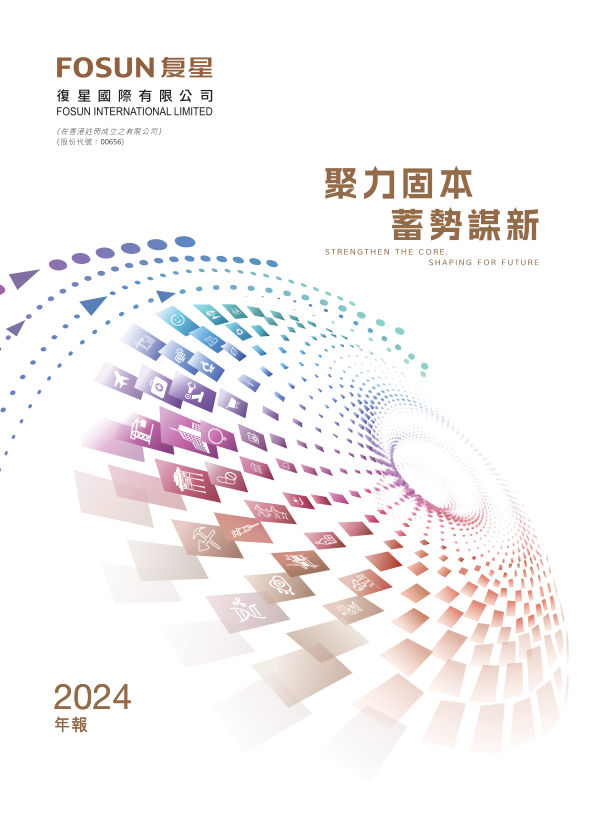 FOSUN 复星
復星國際有限公司
FOSUN INTERNATIONAL LIMITED
(在香港註冊成立之有限公司)
(股份代號：00656)
聚力固本
蓄勢謀新
STRENGTHEN THE CORE,
SHAPING FOR FUTURE
2024
年報